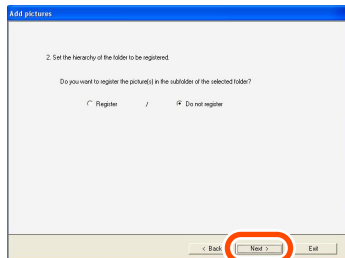 Add pictures
2. Set the hierarchy of the folder to be registered.
Do you want to register the picture(s) in the subfolder of the selected folder?
Register / Do not register
< Back Next > Exit